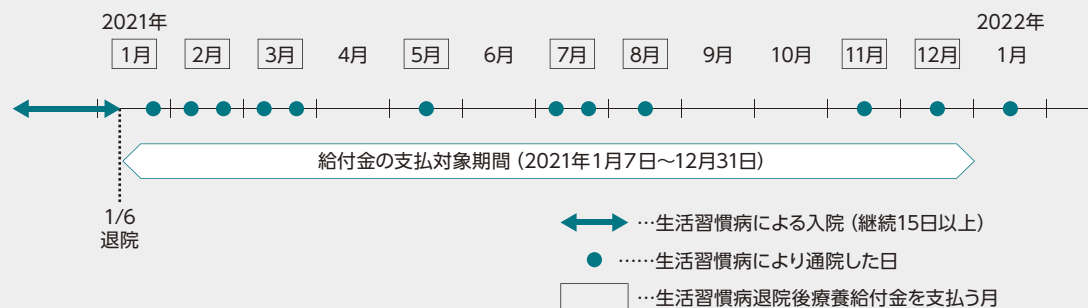 2021年 2022年
1月 2月 3月 4月 5月 6月 7月 8月 9月 10月 11月 12月 1月
給付金の支払対象期間（2021年1月7日～12月31日）
1/6
退院
…生活習慣病による入院（継続15日以上）
……生活習慣病により通院した日
…生活習慣病退院後療養給付金を支払う月